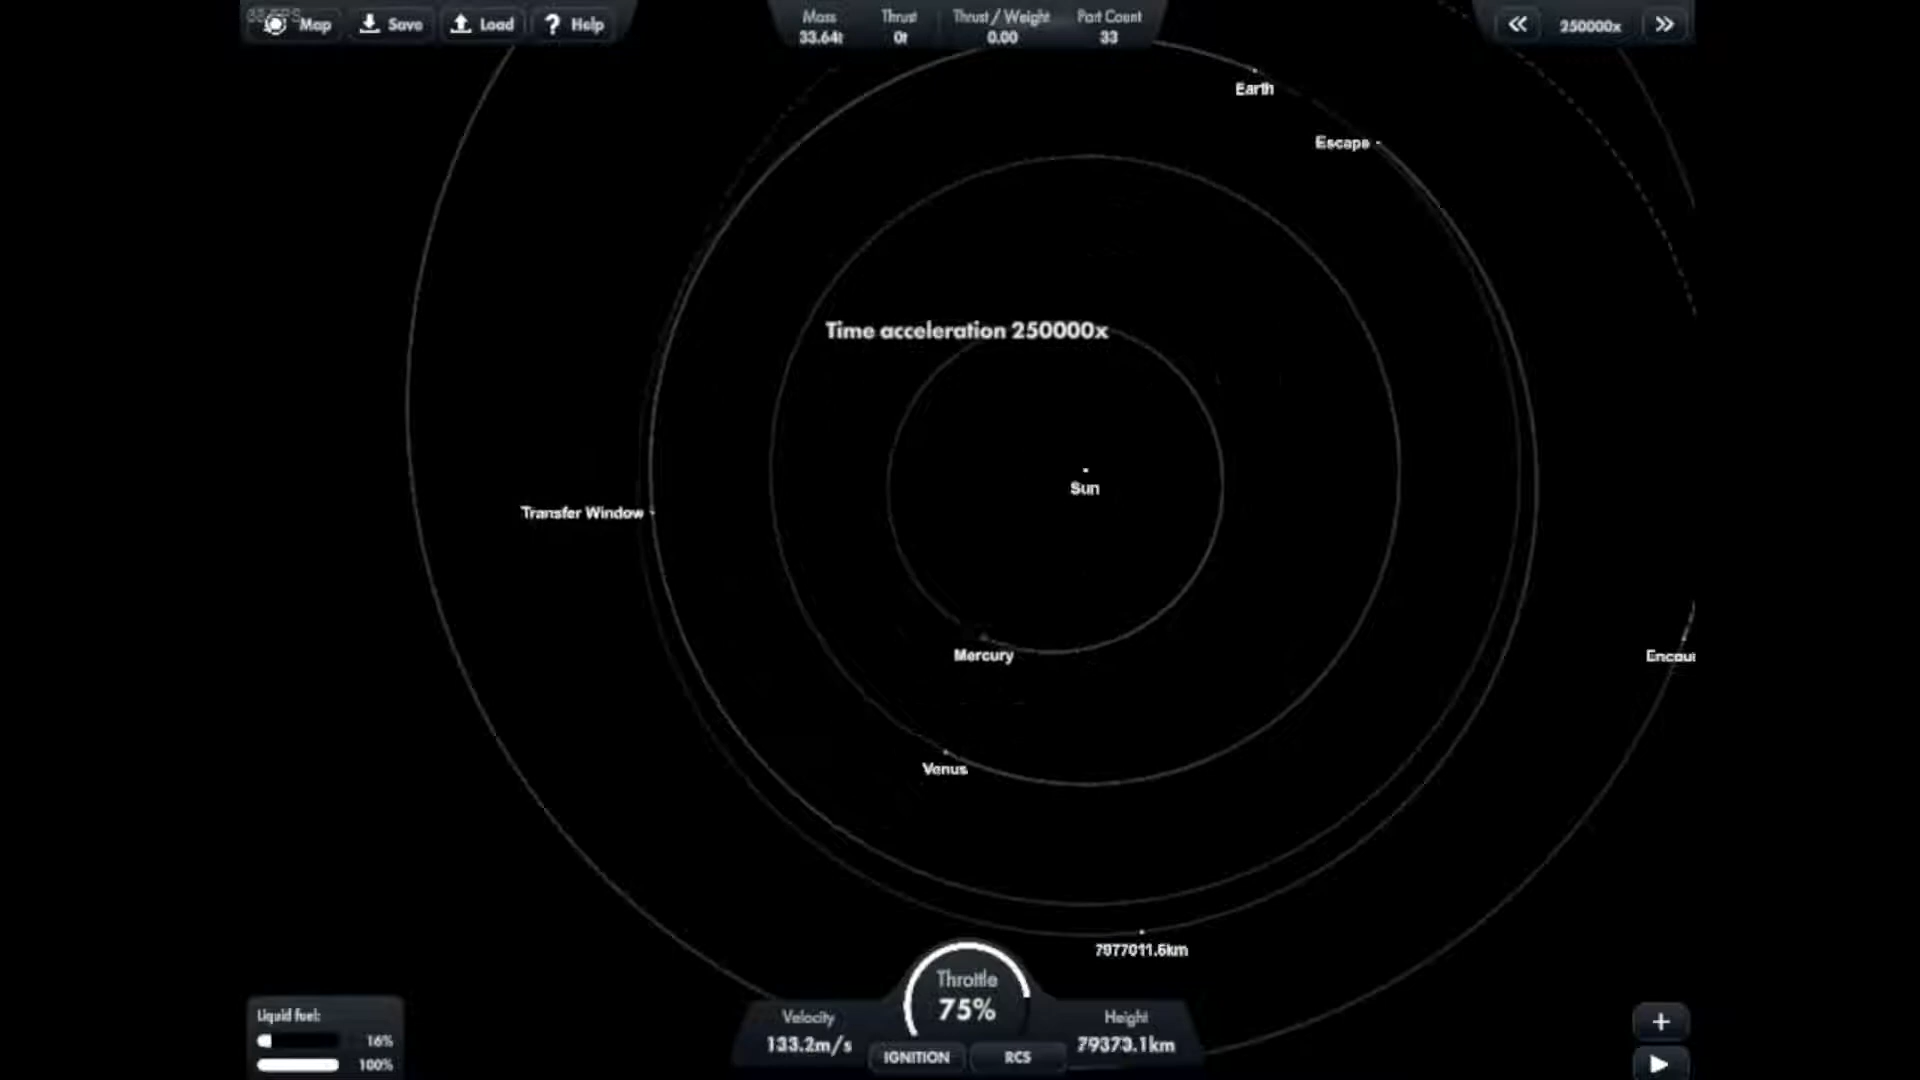 Map
Save
Load
Help
Mass
33.64t
Thrust
0t
Thrust / Weight
0.00
Part Count
33
250000x
Earth
Escape
Time acceleration 250000x
Sun
Transfer Window
Mercury
Encou
Venus
7977011.6km
Throttle
75%
Velocity
133.2m/s
Height
79373.1km
IGNITION
RCS
Liquid fuel:
16%
100%